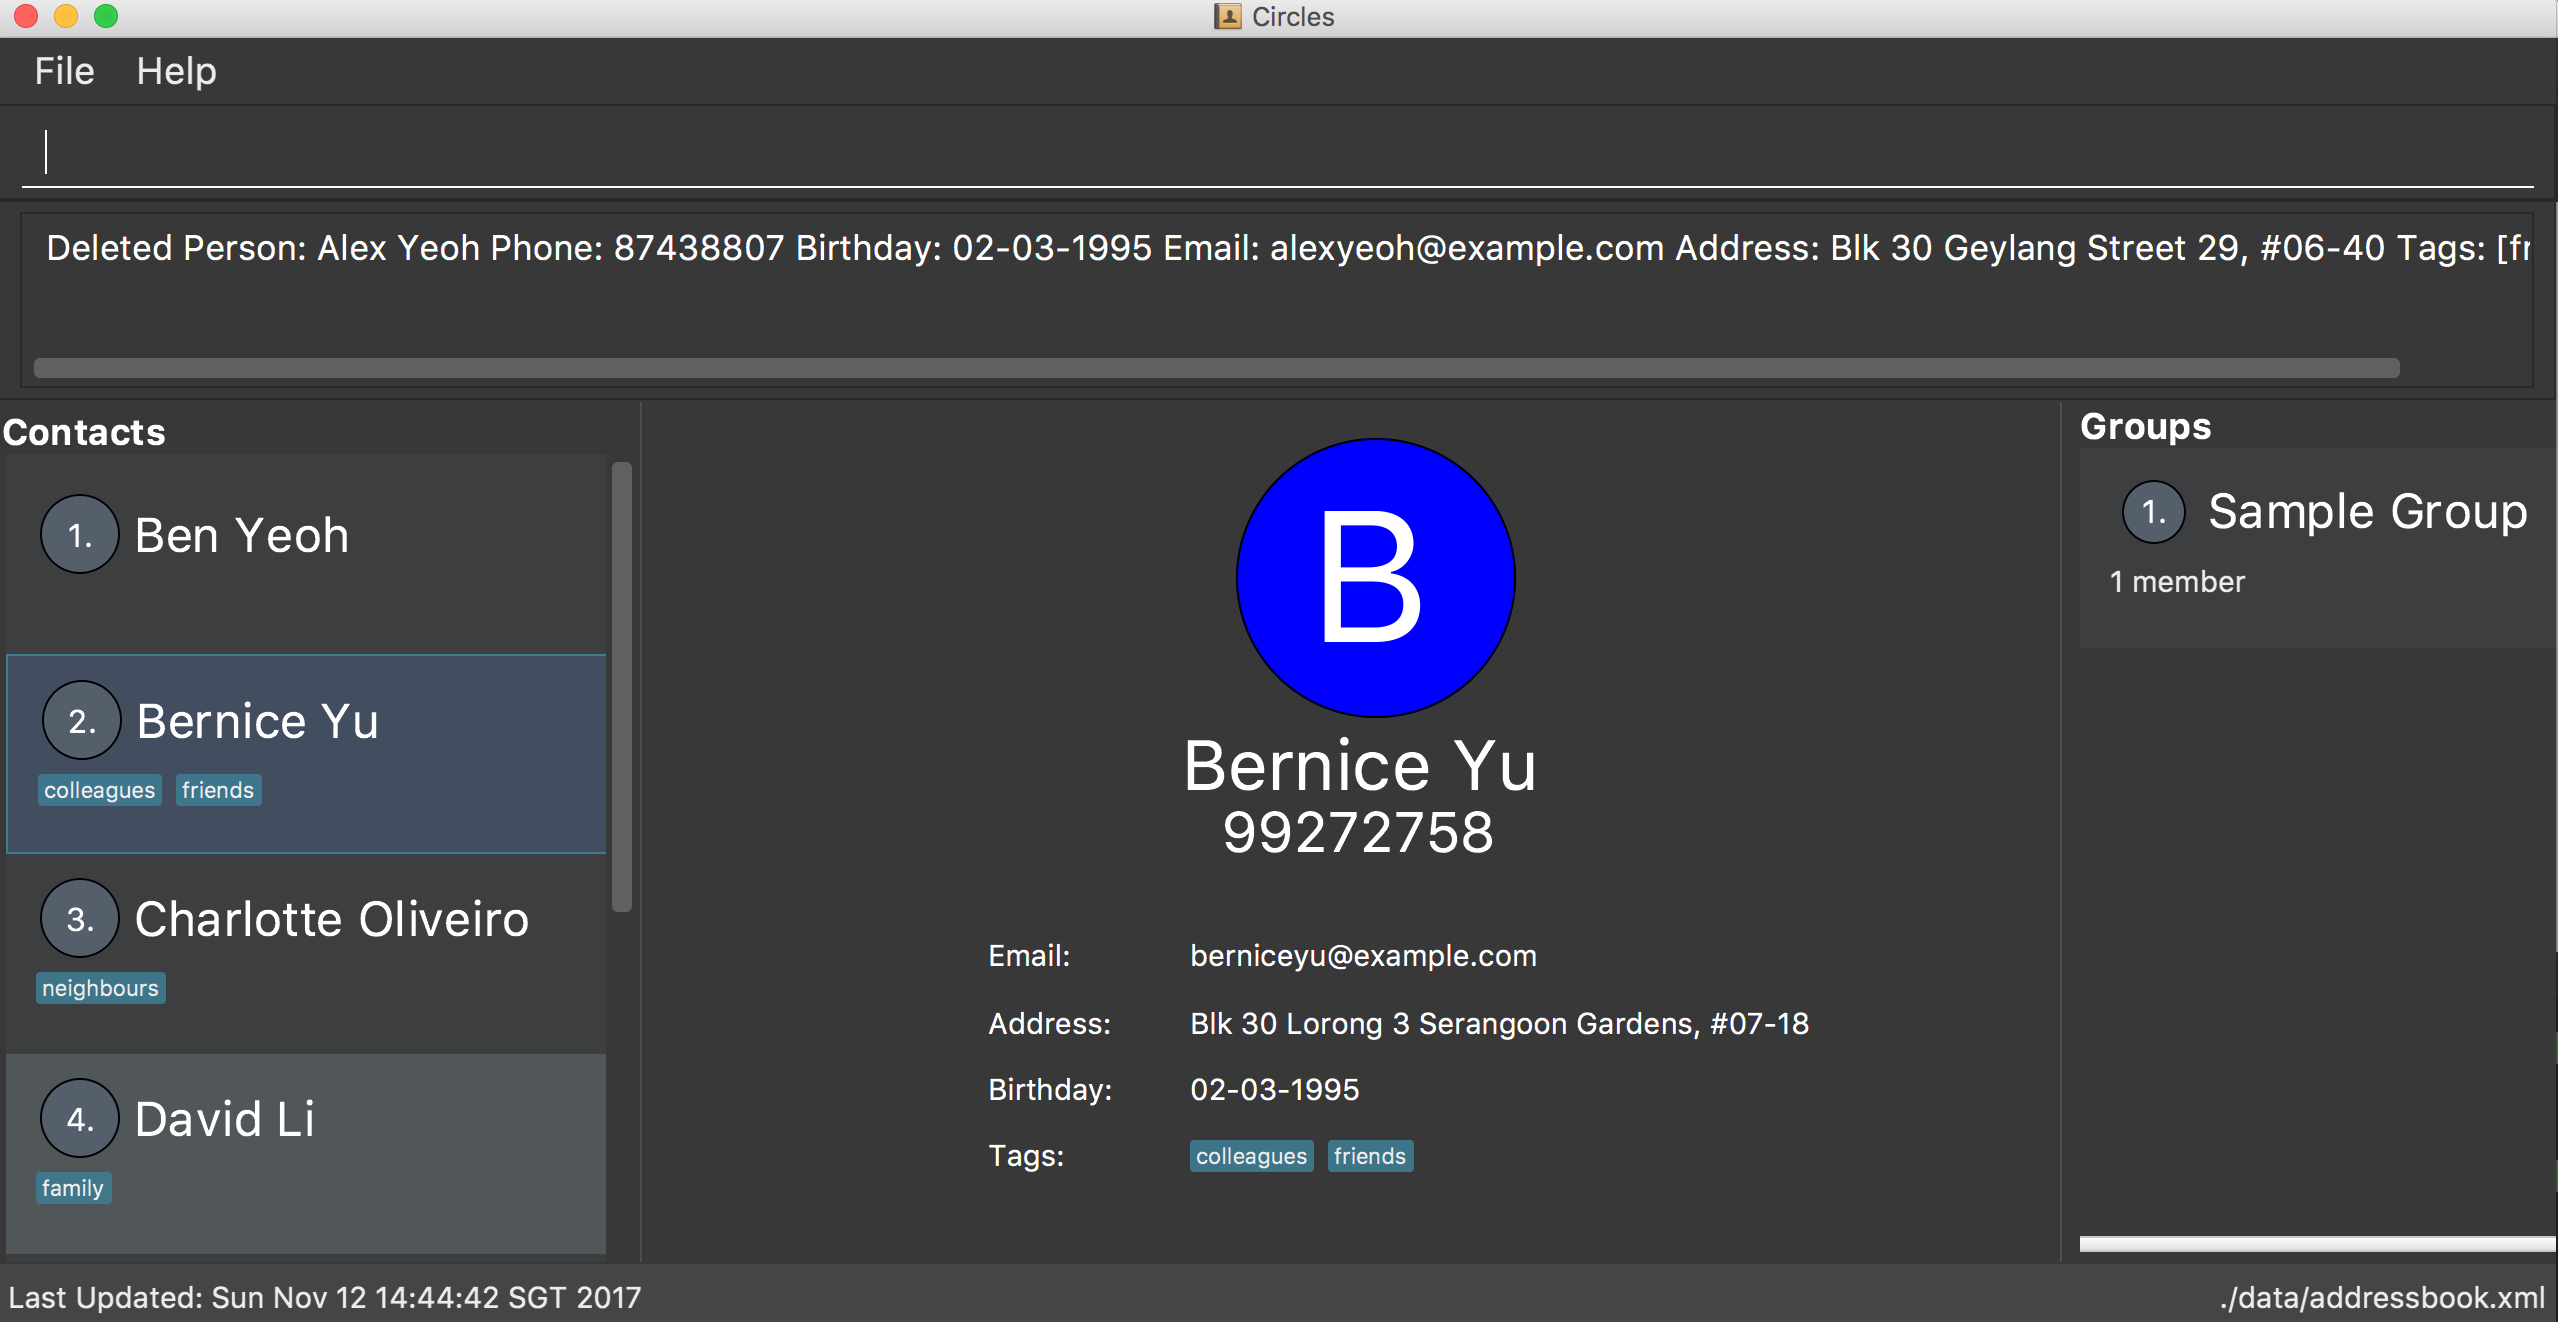 Circles
File Help
Deleted Person: Alex Yeoh Phone: 87438807 Birthday: 02-03-1995 Email: alexyeoh@example.com Address: Blk 30 Geylang Street 29, #06-40 Tags: [fr
Contacts
1. Ben Yeoh
2. Bernice Yu
colleagues friends
3. Charlotte Oliveiro
neighbours
4. David Li
family
B
Bernice Yu
99272758
Email: berniceyu@example.com
Address: Blk 30 Lorong 3 Serangoon Gardens, #07-18
Birthday: 02-03-1995
Tags: colleagues friends
Groups
1. Sample Group
1 member
Last Updated: Sun Nov 12 14:44:42 SGT 2017
./data/addressbook.xml